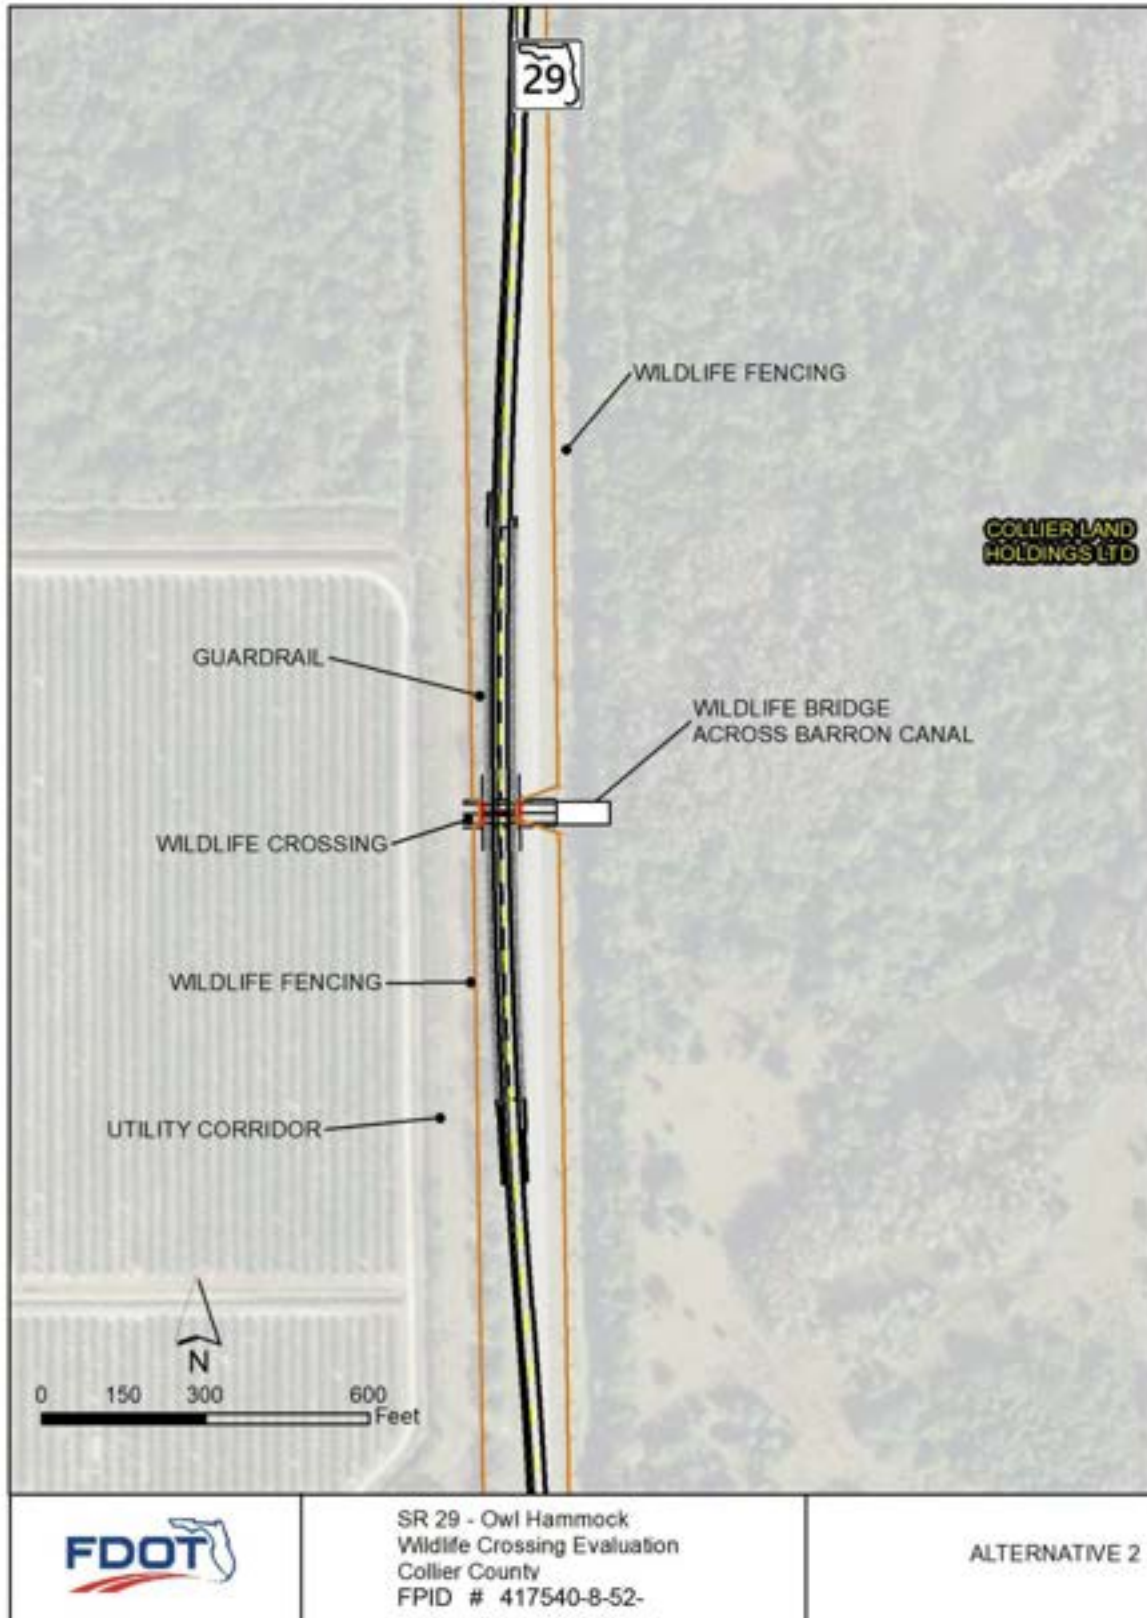 29
WILDLIFE FENCING
COLLIER LAND
HOLDINGS LTD
GUARDRAIL
WILDLIFE BRIDGE
ACROSS BARRON CANAL
WILDLIFE CROSSING
WILDLIFE FENCING
UTILITY CORRIDOR
N
0 150 300 600
Feet
FDOT
SR 29 - Owl Hammock
Wildlife Crossing Evaluation
Collier County
FPID # 417540-8-52-
ALTERNATIVE 2